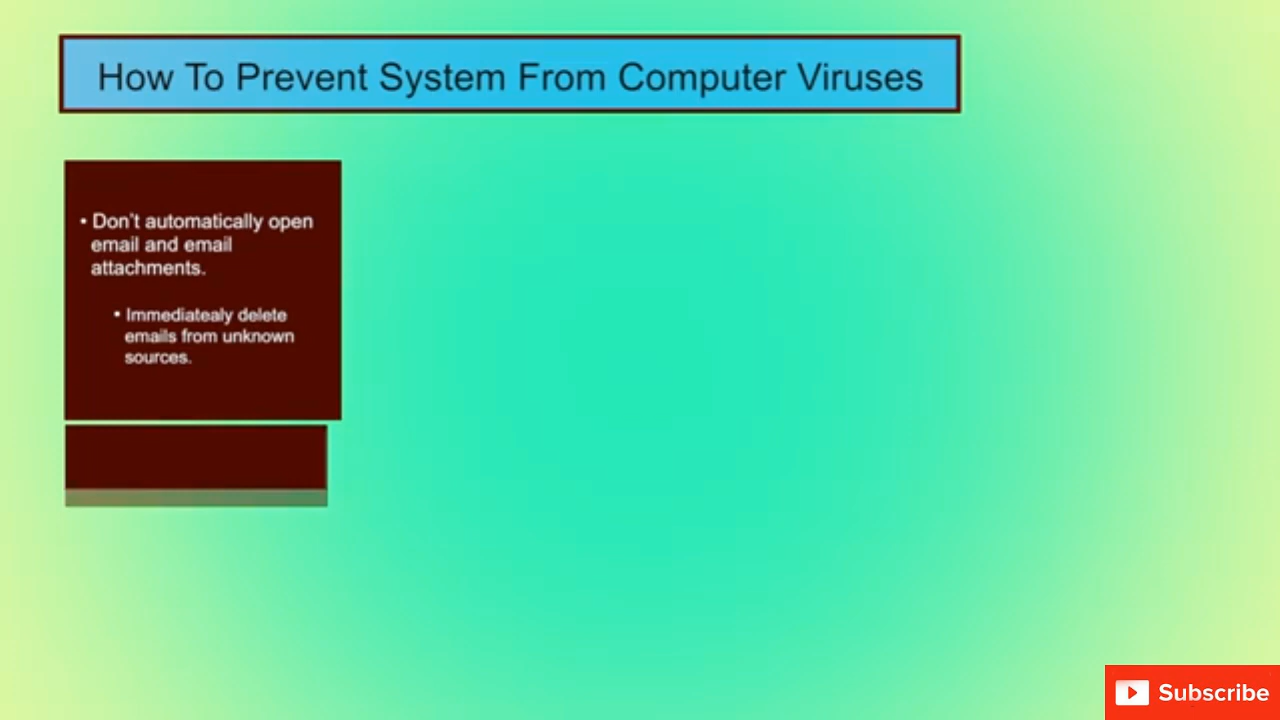 How To Prevent System From Computer Viruses
• Don't automatically open
email and email
attachments.
• Immediatealy delete
emails from unknown
sources.
Subscribe